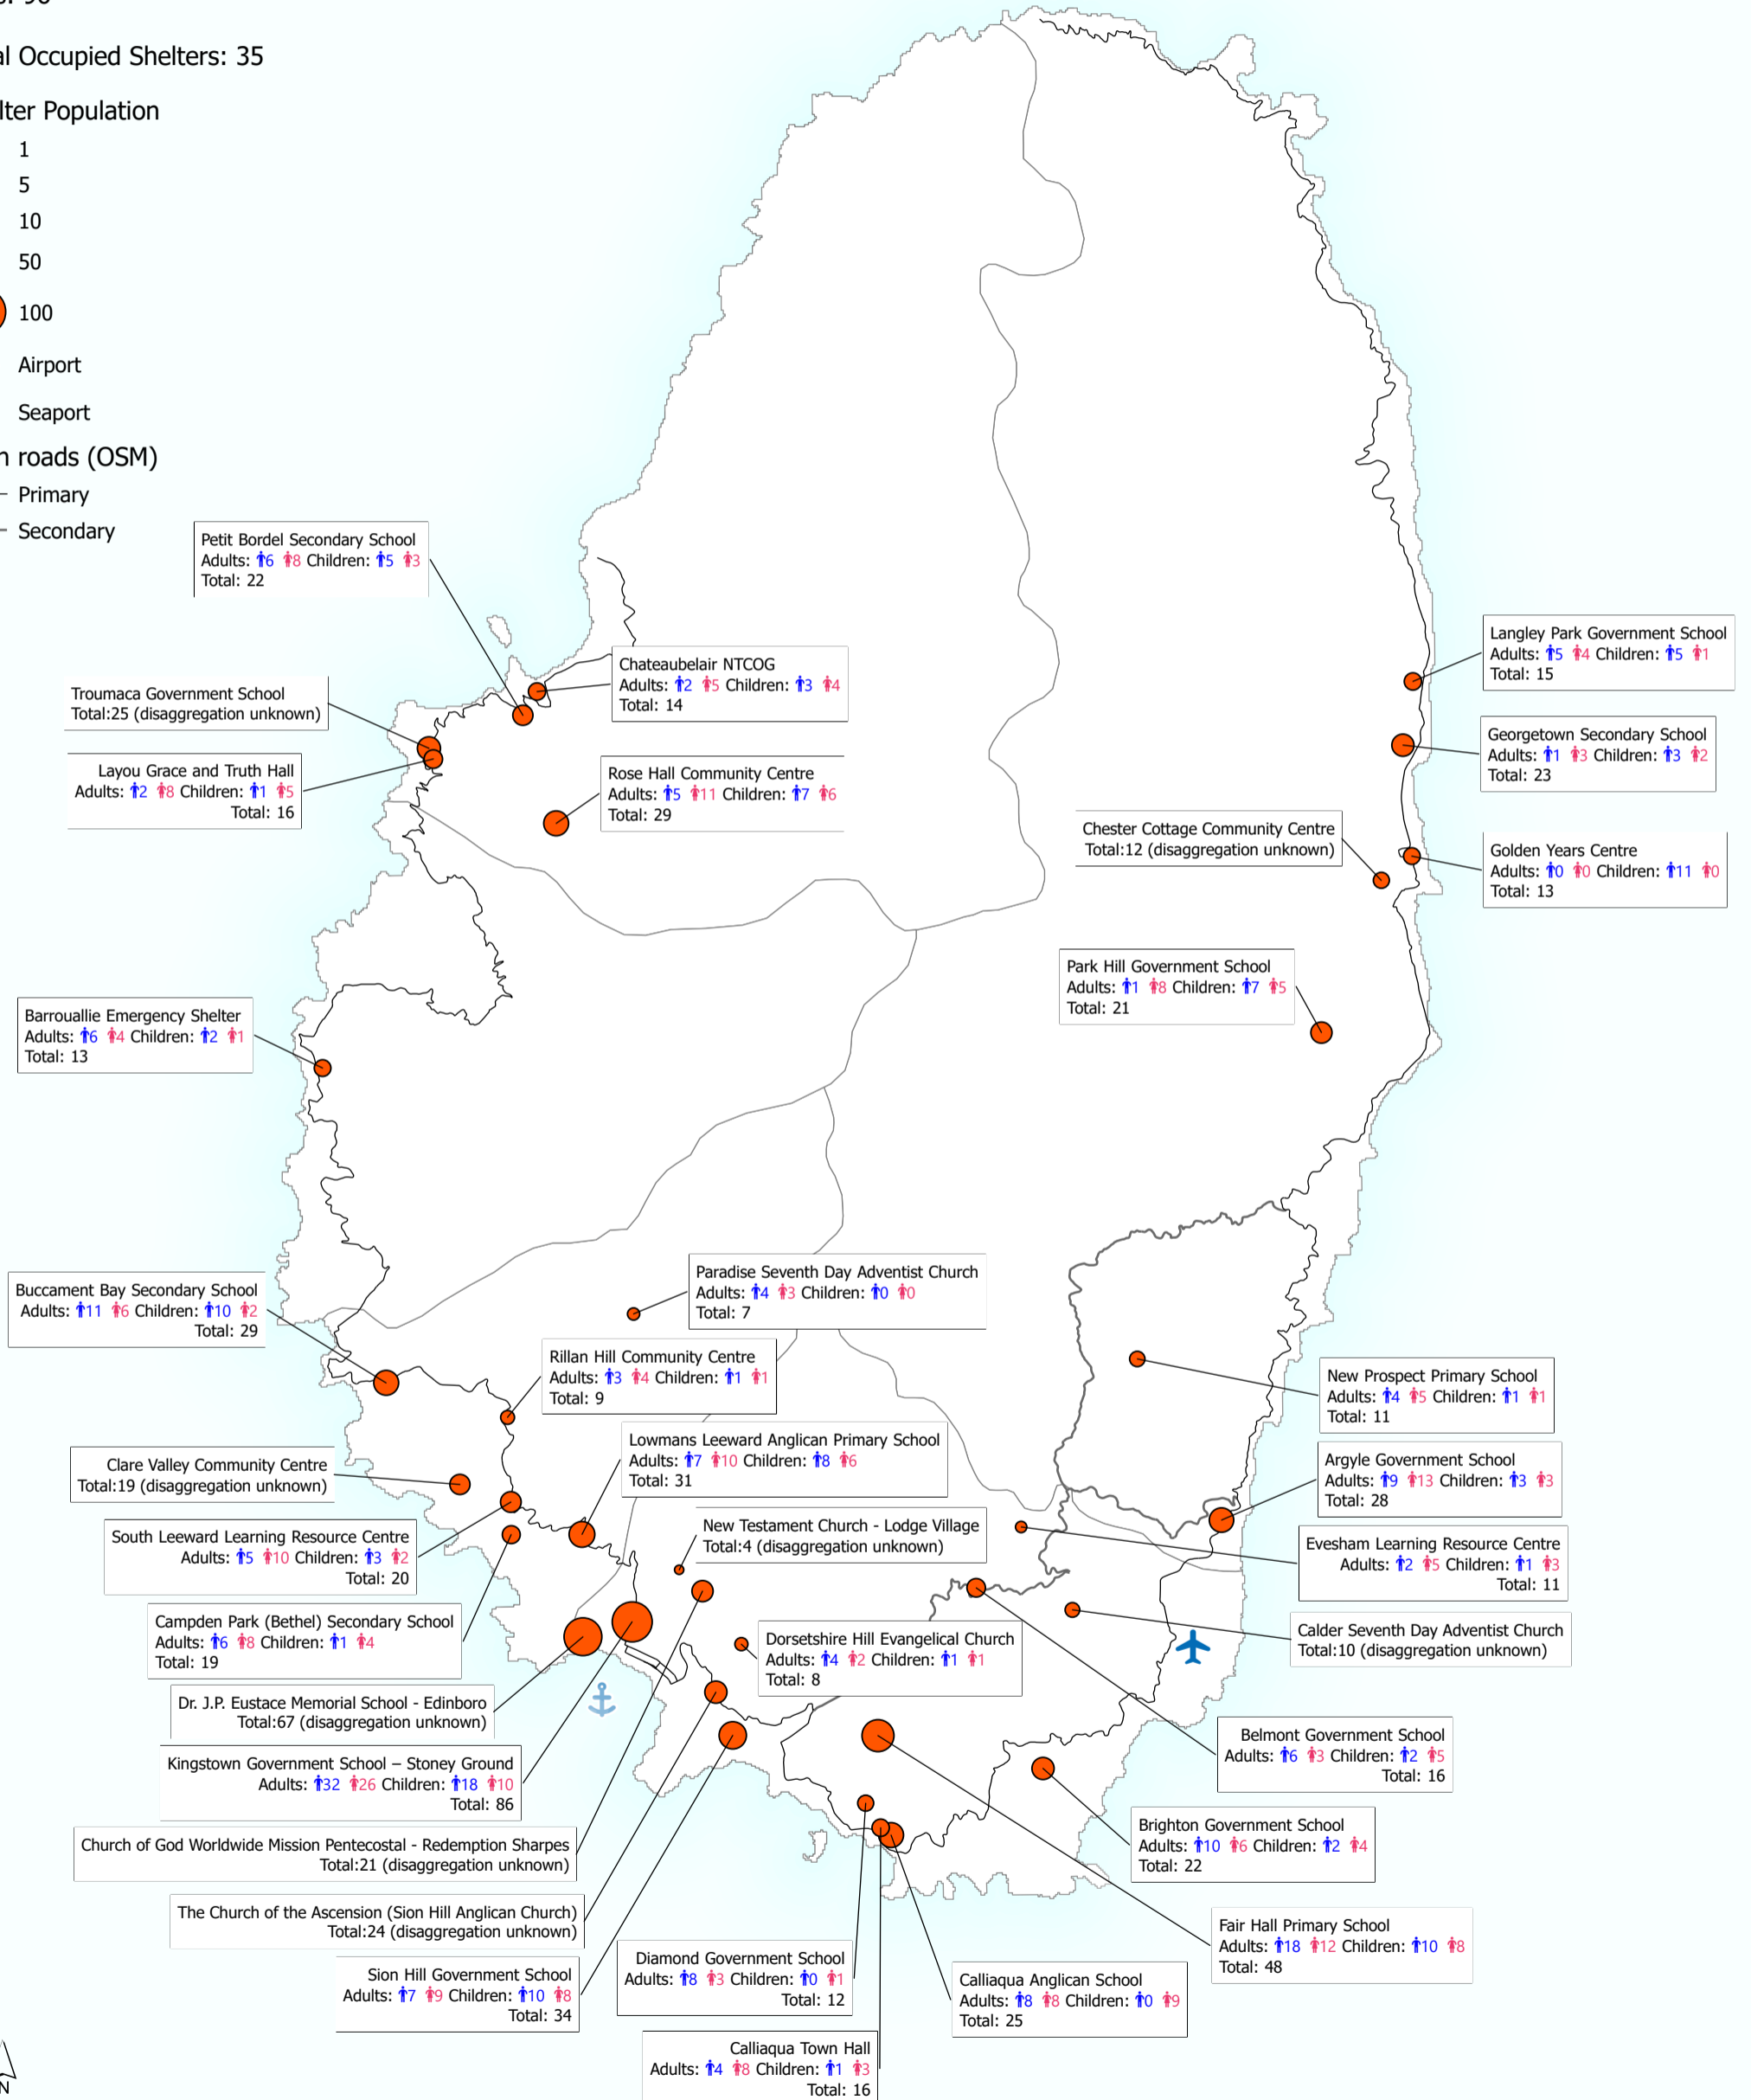 al Occupied Shelters: 35
lter Population
1
5
10
50
100
Airport
Seaport
n roads (OSM)
Primary
Secondary
Petit Bordel Secondary School
Adults: 6 8 Children: 5 3
Total: 22
Chateaubelair NTCOG
Adults: 2 5 Children: 3 4
Total: 14
Troumaca Government School
Total:25 (disaggregation unknown)
Layou Grace and Truth Hall
Adults: 2 8 Children: 1 5
Total: 16
Rose Hall Community Centre
Adults: 5 11 Children: 7 6
Total: 29
Langley Park Government School
Adults: 5 4 Children: 5 1
Total: 15
Georgetown Secondary School
Adults: 1 3 Children: 3 2
Total: 23
Chester Cottage Community Centre
Total:12 (disaggregation unknown)
Golden Years Centre
Adults: 0 0 Children: 11 0
Total: 13
Park Hill Government School
Adults: 1 8 Children: 7 5
Total: 21
Barrouallie Emergency Shelter
Adults: 6 4 Children: 2 1
Total: 13
Buccament Bay Secondary School
Adults: 11 6 Children: 10 2
Total: 29
Paradise Seventh Day Adventist Church
Adults: 4 3 Children: 0 0
Total: 7
Rillan Hill Community Centre
Adults: 3 4 Children: 1 1
Total: 9
New Prospect Primary School
Adults: 4 5 Children: 1 1
Total: 11
Lowmans Leeward Anglican Primary School
Adults: 7 10 Children: 8 6
Total: 31
Clare Valley Community Centre
Total:19 (disaggregation unknown)
Argyle Government School
Adults: 9 13 Children: 3 3
Total: 28
New Testament Church - Lodge Village
Total:4 (disaggregation unknown)
South Leeward Learning Resource Centre
Adults: 5 10 Children: 3 2
Total: 20
Evesham Learning Resource Centre
Adults: 2 5 Children: 1 3
Total: 11
Campden Park (Bethel) Secondary School
Adults: 6 8 Children: 1 4
Total: 19
Dorsetshire Hill Evangelical Church
Adults: 4 2 Children: 1 1
Total: 8
Calder Seventh Day Adventist Church
Total:10 (disaggregation unknown)
Dr. J.P. Eustace Memorial School - Edinboro
Total:67 (disaggregation unknown)
Belmont Government School
Adults: 6 3 Children: 2 5
Total: 16
Kingstown Government School – Stoney Ground
Adults: 32 26 Children: 18 10
Total: 86
Brighton Government School
Adults: 10 6 Children: 2 4
Total: 22
Church of God Worldwide Mission Pentecostal - Redemption Sharpes
Total:21 (disaggregation unknown)
The Church of the Ascension (Sion Hill Anglican Church)
Total:24 (disaggregation unknown)
Fair Hall Primary School
Adults: 18 12 Children: 10 8
Total: 48
Sion Hill Government School
Adults: 7 9 Children: 10 8
Total: 34
Diamond Government School
Adults: 8 3 Children: 0 1
Total: 12
Calliaqua Anglican School
Adults: 8 8 Children: 0 9
Total: 25
Calliaqua Town Hall
Adults: 4 8 Children: 1 3
Total: 16
N